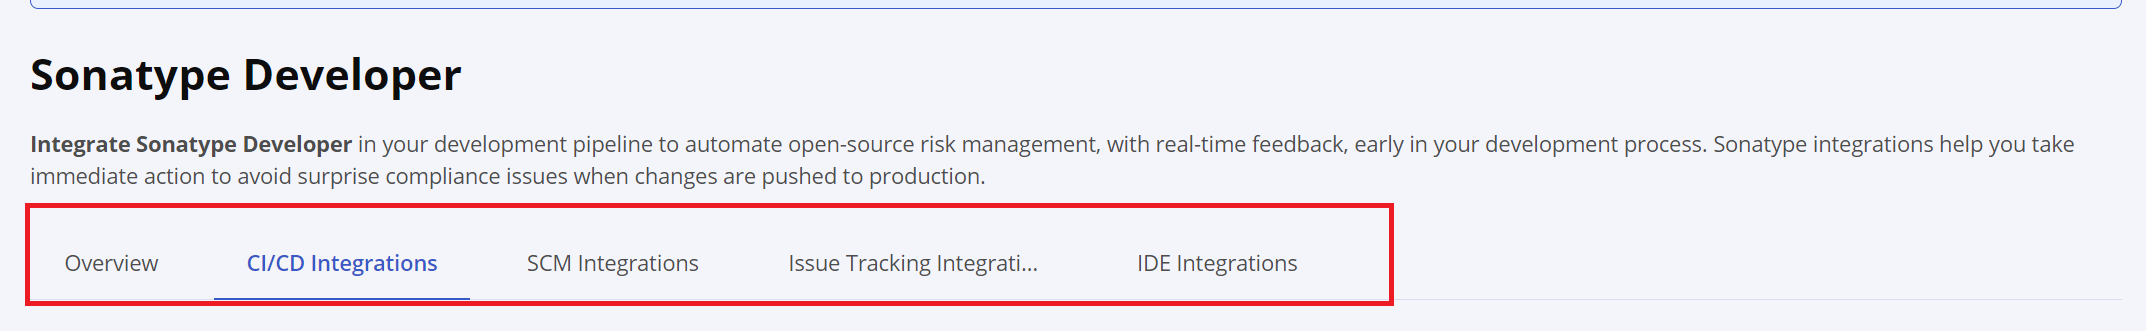 Sonatype Developer
Integrate Sonatype Developer in your development pipeline to automate open-source risk management, with real-time feedback, early in your development process. Sonatype integrations help you take
immediate action to avoid surprise compliance issues when changes are pushed to production.
Overview CI/CD Integrations SCM Integrations Issue Tracking Integrati... IDE Integrations